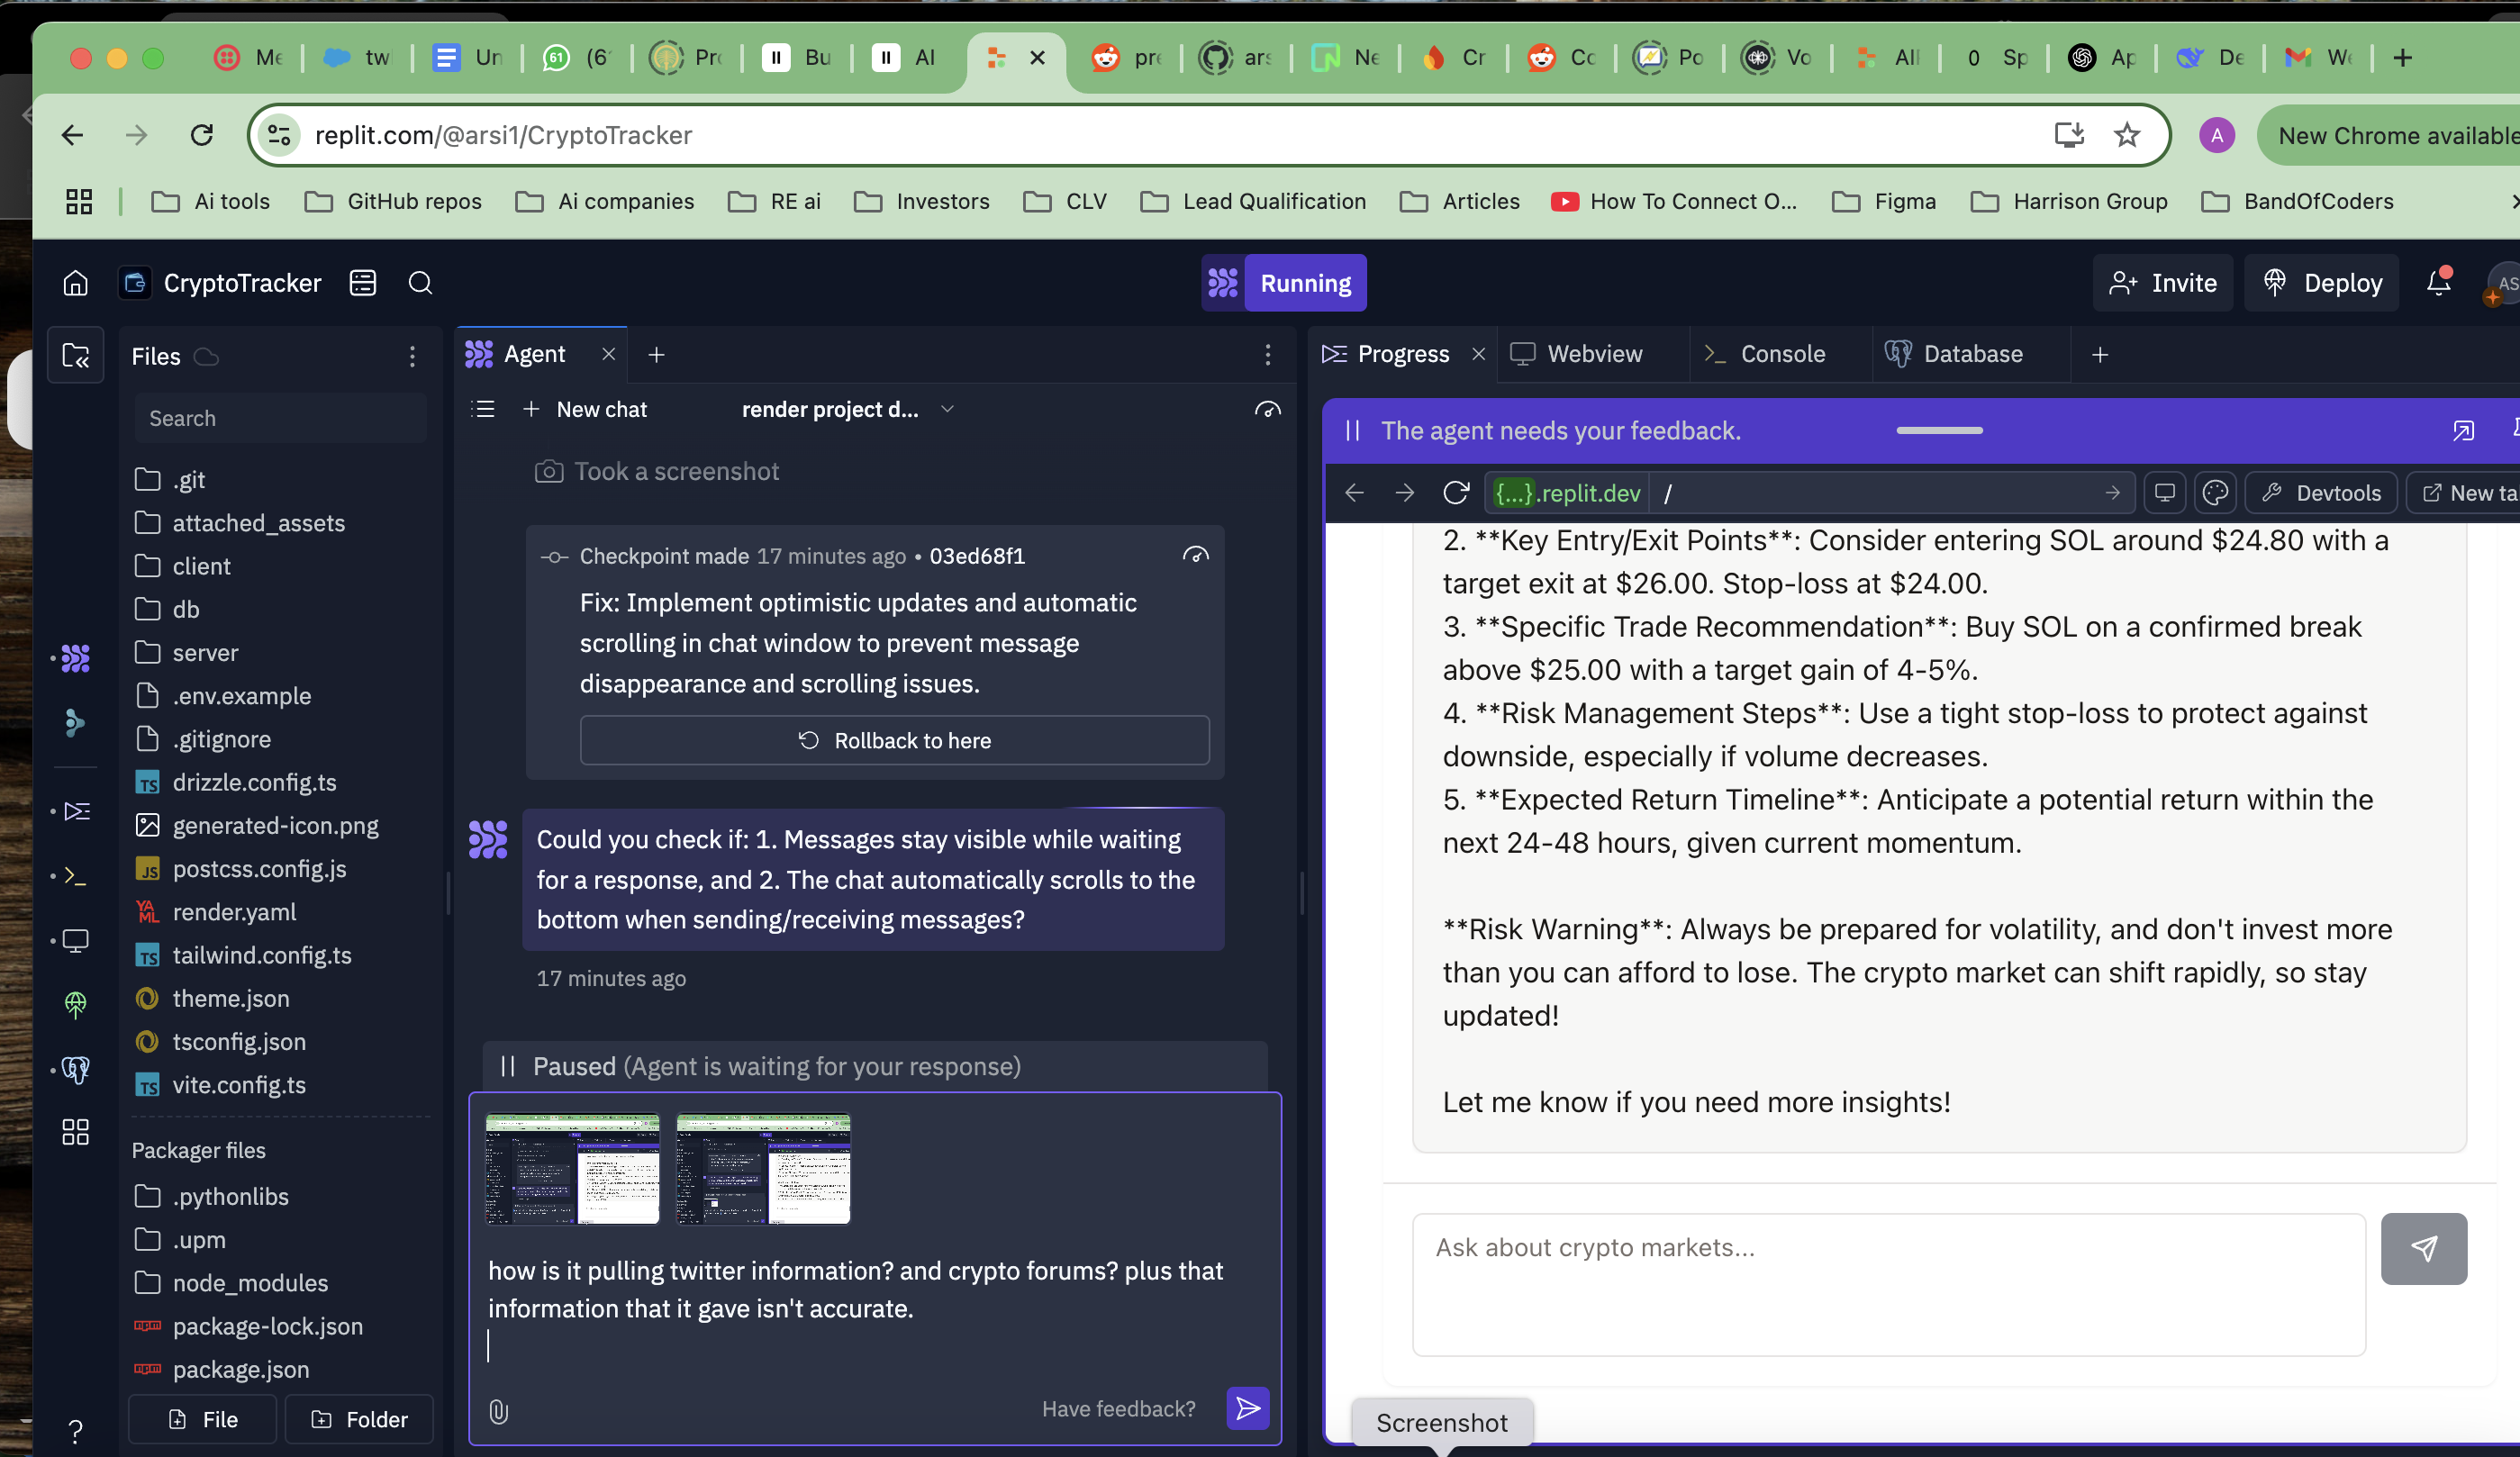 Me
tw
Un
61
(6
Pro
Bu
AI
pre
ars
Ne
Cr
Co
Po
Vo
All
0
Sp
Ap
De
We
replit.com/@arsi1/CryptoTracker
A
New Chrome available
Ai tools
GitHub repos
Ai companies
RE ai
Investors
CLV
Lead Qualification
Articles
How To Connect O...
Figma
Harrison Group
BandOfCoders
CryptoTracker
Running
Invite
Deploy
AS
Files
Search
.git
attached_assets
client
db
server
.env.example
.gitignore
TS drizzle.config.ts
generated-icon.png
JS postcss.config.js
YAML render.yaml
TS tailwind.config.ts
theme.json
tsconfig.json
TS vite.config.ts
Packager files
.pythonlibs
.upm
node_modules
package-lock.json
package.json
File
Folder
Agent
New chat
render project d...
Took a screenshot
Checkpoint made 17 minutes ago • 03ed68f1
Fix: Implement optimistic updates and automatic
scrolling in chat window to prevent message
disappearance and scrolling issues.
Rollback to here
Could you check if: 1. Messages stay visible while waiting
for a response, and 2. The chat automatically scrolls to the
bottom when sending/receiving messages?
17 minutes ago
Paused (Agent is waiting for your response)
how is it pulling twitter information? and crypto forums? plus that
information that it gave isn't accurate.
Have feedback?
Progress
Webview
Console
Database
The agent needs your feedback.
{...}.replit.dev
/
Devtools
New ta
2. **Key Entry/Exit Points**: Consider entering SOL around $24.80 with a
target exit at $26.00. Stop-loss at $24.00.
3. **Specific Trade Recommendation**: Buy SOL on a confirmed break
above $25.00 with a target gain of 4-5%.
4. **Risk Management Steps**: Use a tight stop-loss to protect against
downside, especially if volume decreases.
5. **Expected Return Timeline**: Anticipate a potential return within the
next 24-48 hours, given current momentum.
**Risk Warning**: Always be prepared for volatility, and don't invest more
than you can afford to lose. The crypto market can shift rapidly, so stay
updated!
Let me know if you need more insights!
Ask about crypto markets...
Screenshot